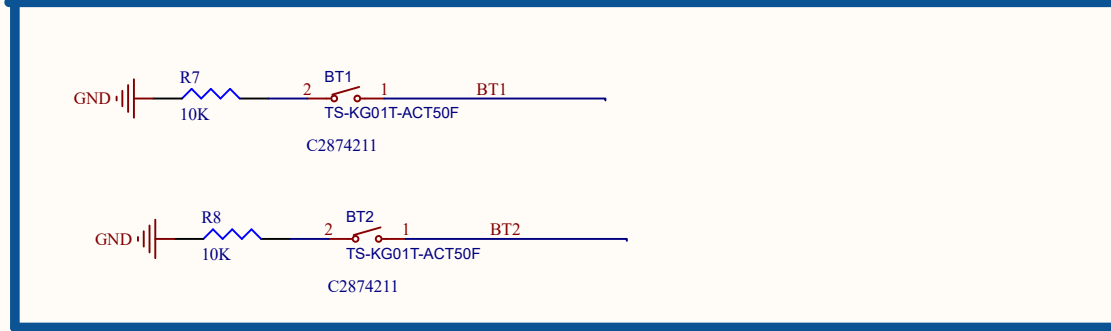 R7
BT1
GND
2
1
BT1
10K
TS-KG01T-ACT50F
C2874211
R8
BT2
GND
2
1
BT2
10K
TS-KG01T-ACT50F
C2874211